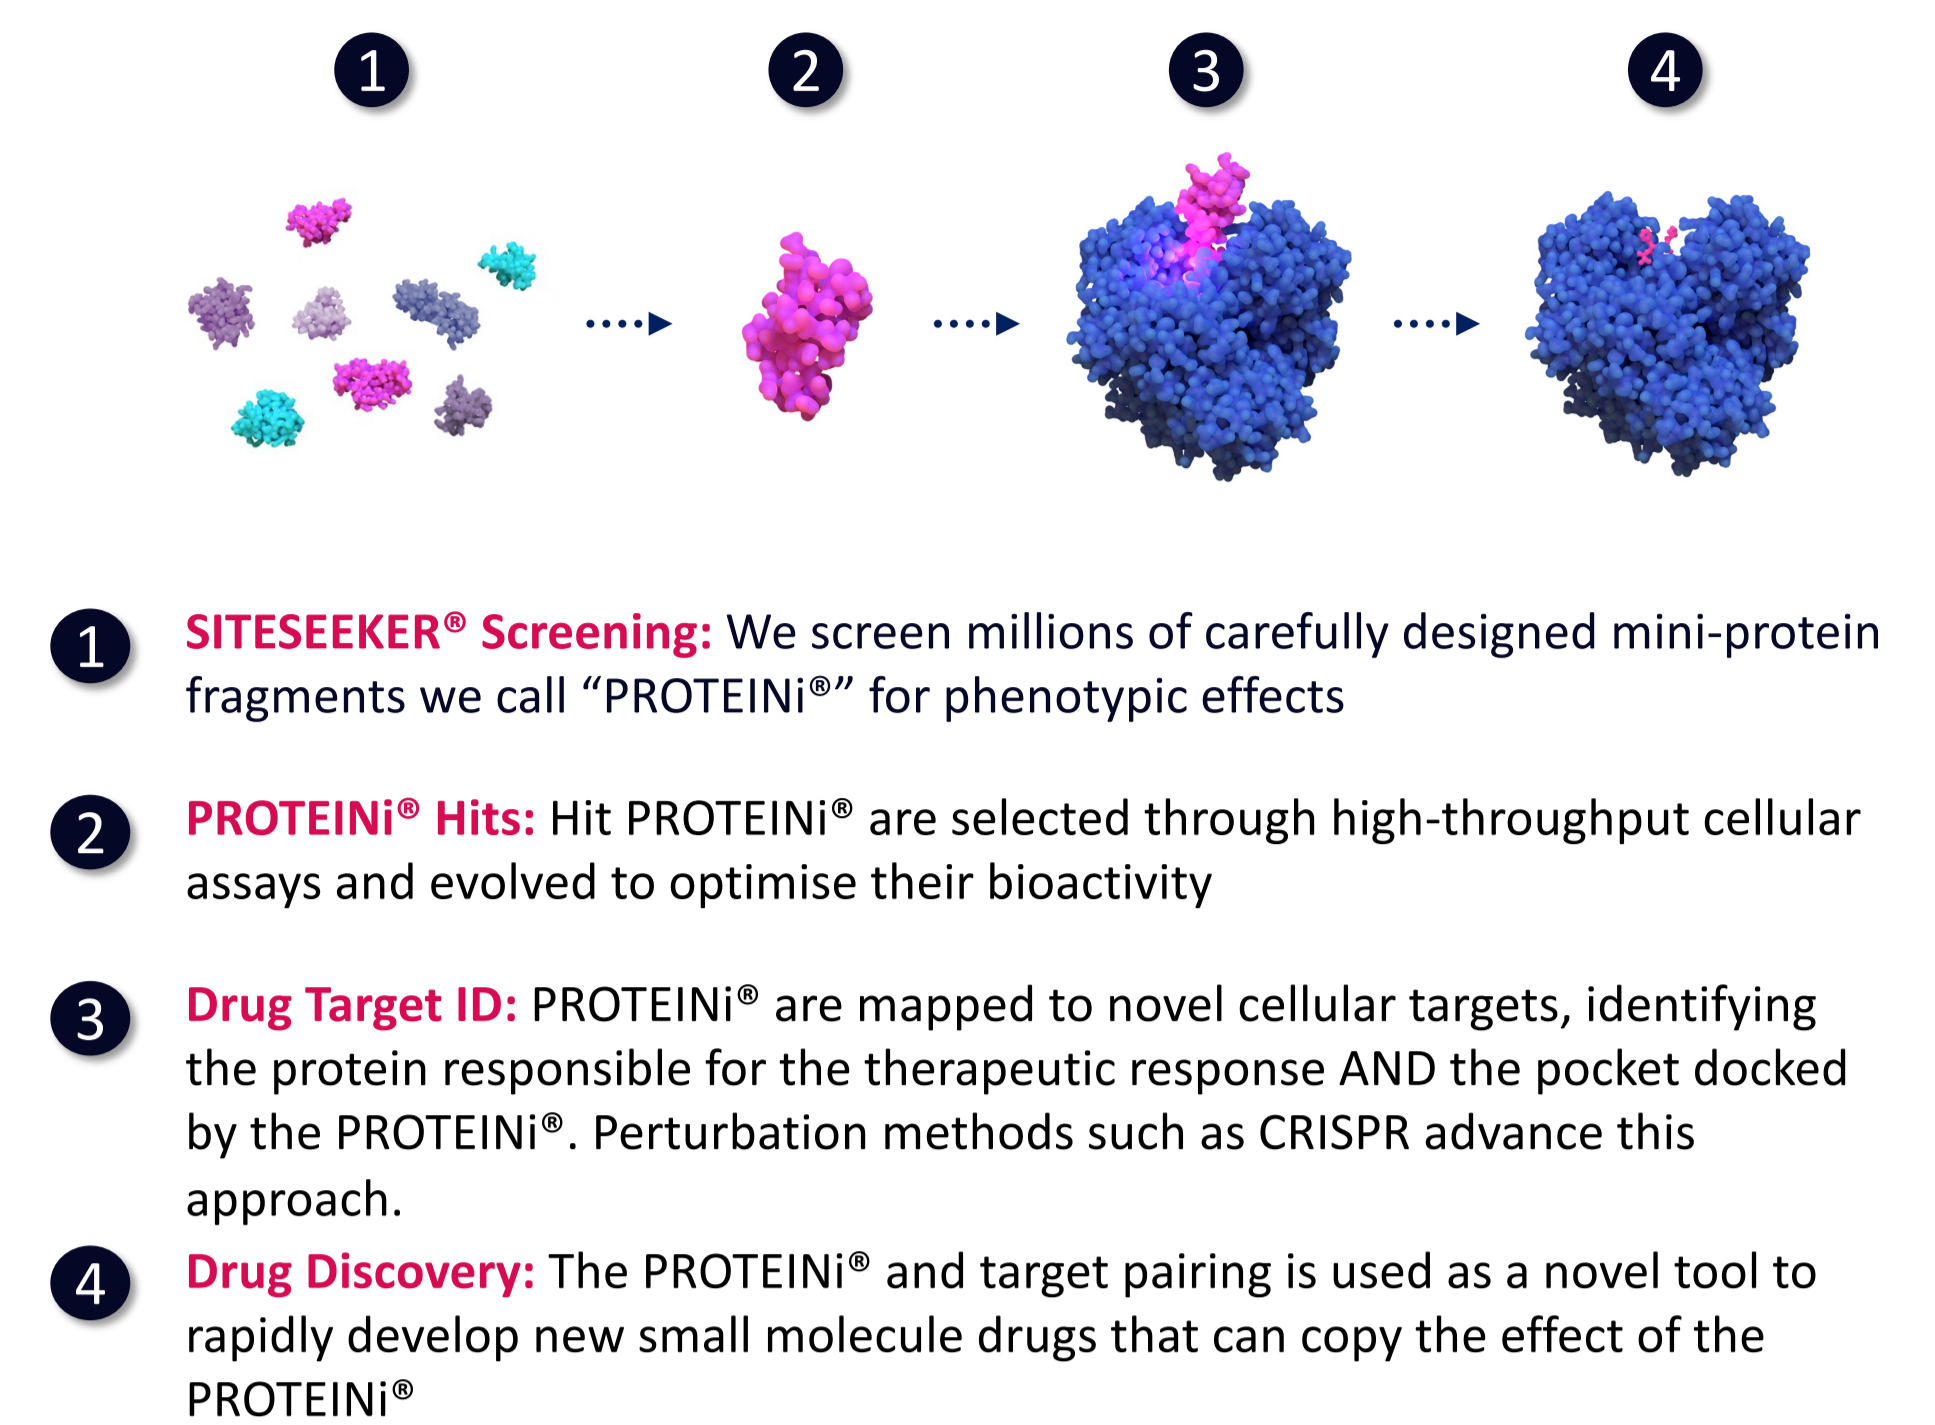 1 2 3 4
1 SITESEEKER® Screening: We screen millions of carefully designed mini-protein
fragments we call “PROTEINi®” for phenotypic effects
2 PROTEINi® Hits: Hit PROTEINi® are selected through high-throughput cellular
assays and evolved to optimise their bioactivity
3 Drug Target ID: PROTEINi® are mapped to novel cellular targets, identifying
the protein responsible for the therapeutic response AND the pocket docked
by the PROTEINi®. Perturbation methods such as CRISPR advance this
approach.
4 Drug Discovery: The PROTEINi® and target pairing is used as a novel tool to
rapidly develop new small molecule drugs that can copy the effect of the
PROTEINi®